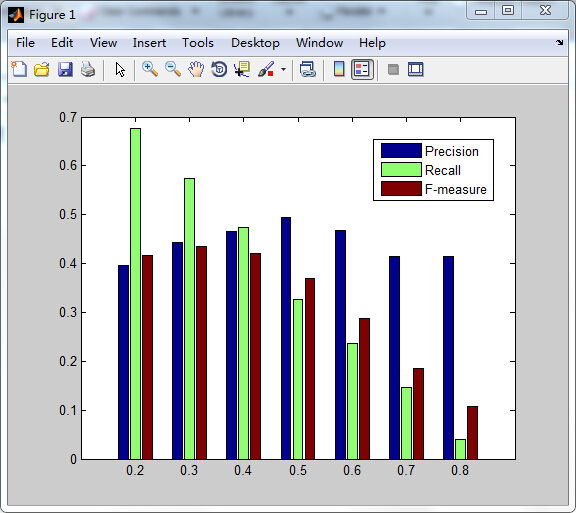 Figure 1
File Edit View Insert Tools Desktop Window Help
0.7
0.6
0.5
0.4
0.3
0.2
0.1
0
Precision
Recall
F-measure
0.2 0.3 0.4 0.5 0.6 0.7 0.8